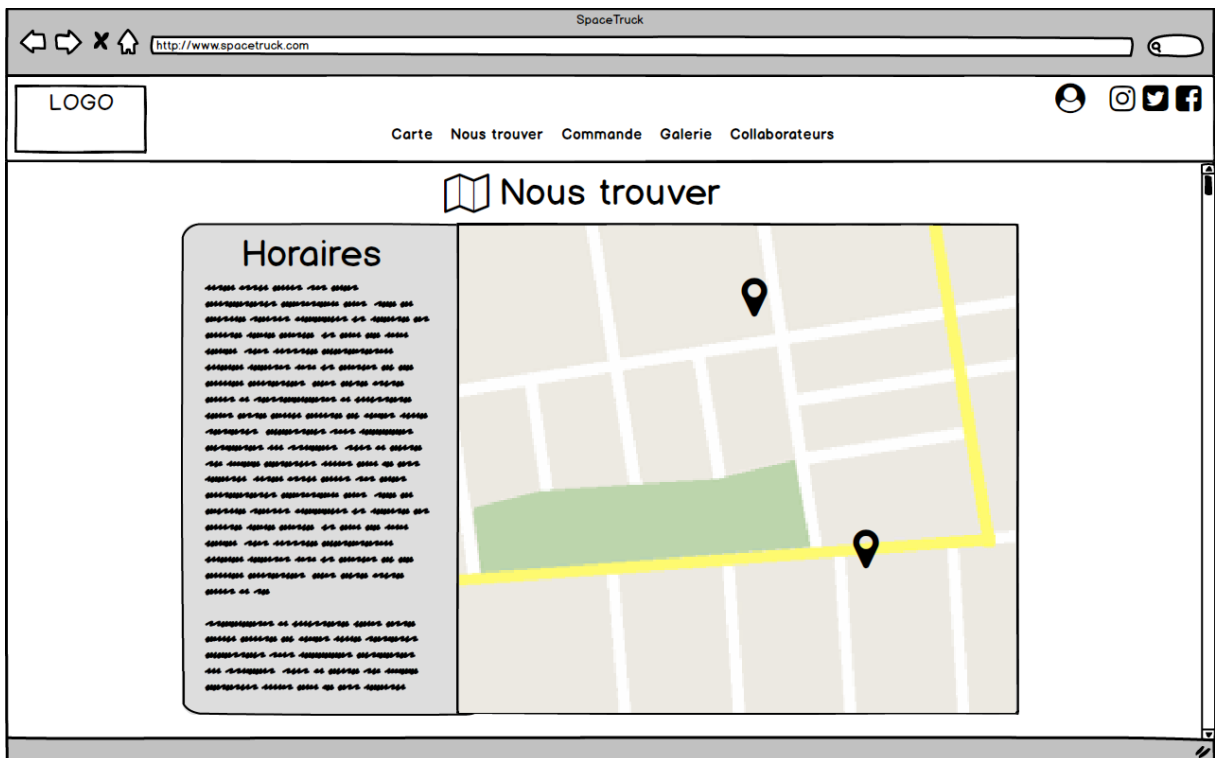 SpaceTruck
http://www.spacetruck.com
LOGO
Carte Nous trouver Commande Galerie Collaborateurs
Nous trouver
Horaires